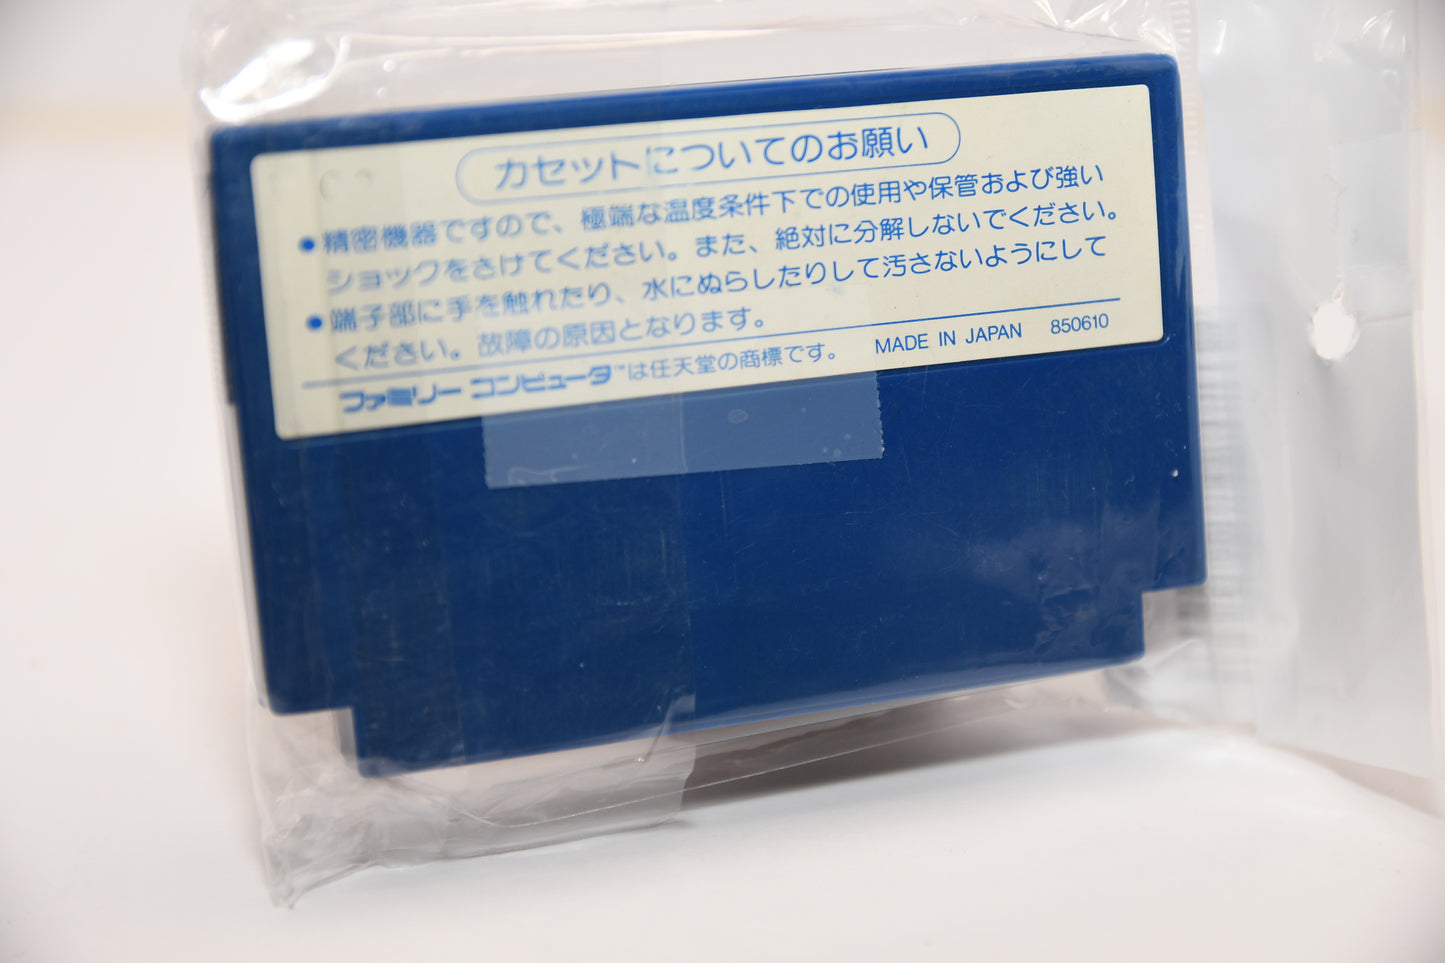 カセットについてのお願い
●精密機器ですので、極端な温度条件下での使用や保管および強い
ショックをさけてください。また、絶対に分解しないでください。
●端子部に手を触れたり、水にぬらしたりして汚さないようにして
ください。故障の原因となります。
ファミリー コンピュータ™は任天堂の商標です。 MADE IN JAPAN 850610